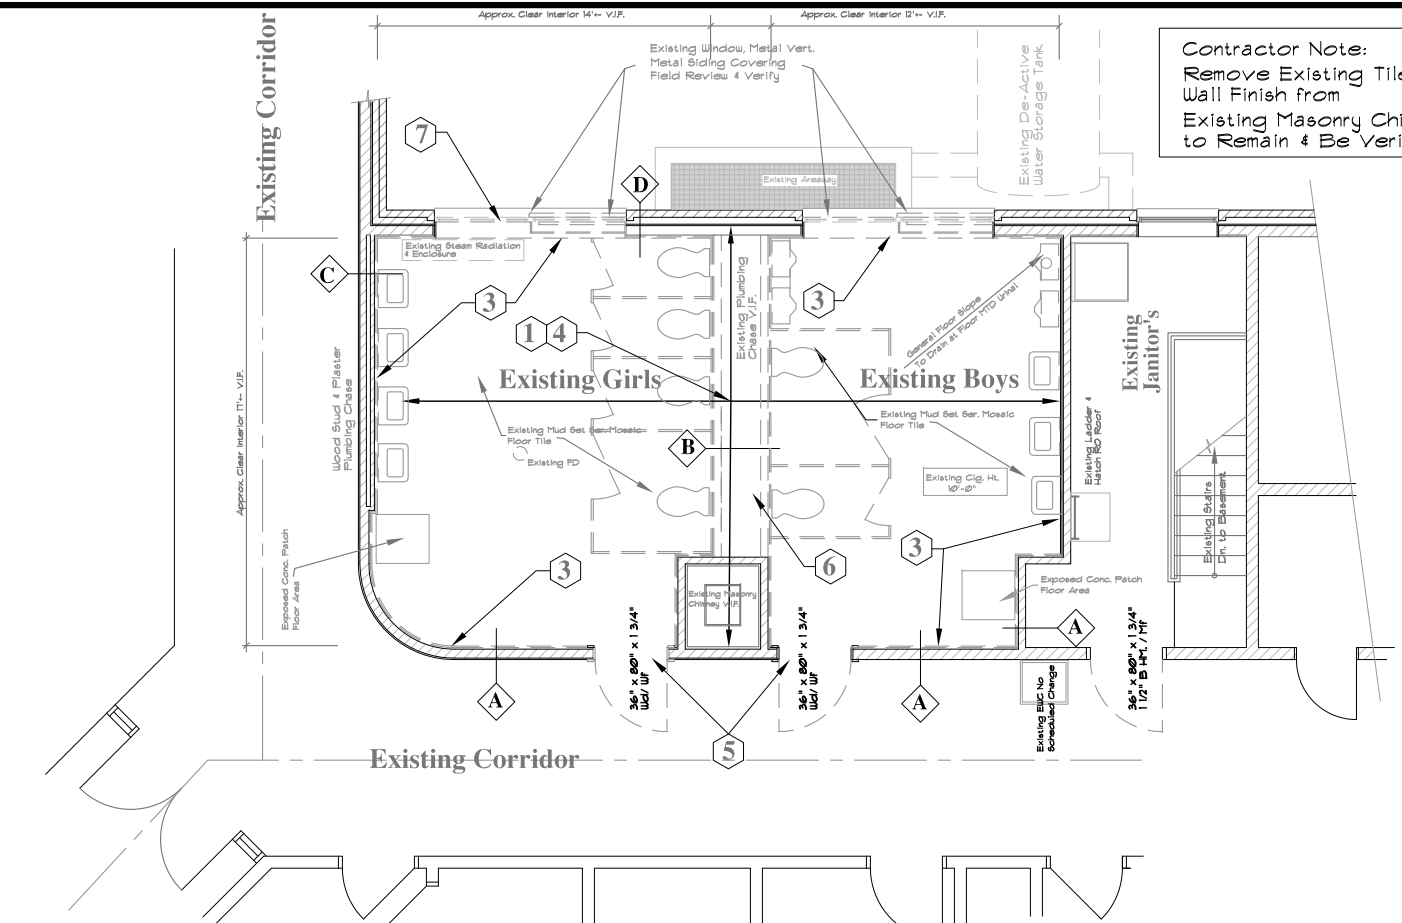 Approx. Clear Interior 14'+- V.I.F.
Approx. Clear Interior 12'+- V.I.F.
Existing Corridor
Existing Window, Metal Vert.
Metal Siding Covering
Field Review & Verify
Existing De-Active
Water Storage Tank
Contractor Note:
Remove Existing Tile
Wall Finish from
Existing Masonry Chi
to Remain & Be Veri
7
D
Existing Areaway
Existing Steam Radiation
& Enclosure
C
3
1
4
3
Existing Plumbing
Chase V.I.F.
General Floor Slope
To Drain at Floor MTD Urinal
Existing
Janitor's
Wood Stud & Plaster
Plumbing Chase
Existing Girls
Existing Boys
Approx. Clear Interior 17'+- V.I.F.
Existing Mud Set Ser. Mosaic
Floor Tile
Existing FD
Existing Mud Set Ser. Mosaic
Floor Tile
B
Existing Clg. Ht.
10'-0"
Existing Ladder &
Hatch RO Roof
Existing Stairs
Dn. to Basement
Exposed Conc. Patch
Floor Area
3
6
3
Existing Masonry
Chimney V.I.F.
Exposed Conc. Patch
Floor Area
A
36" x 80" x 1 3/4"
Wd/ Wf
36" x 80" x 1 3/4"
Wd/ Wf
36" x 80" x 1 3/4"
1 1/2" B HM. / Mf
A
A
Existing EWC No
Scheduled Change
5
Existing Corridor